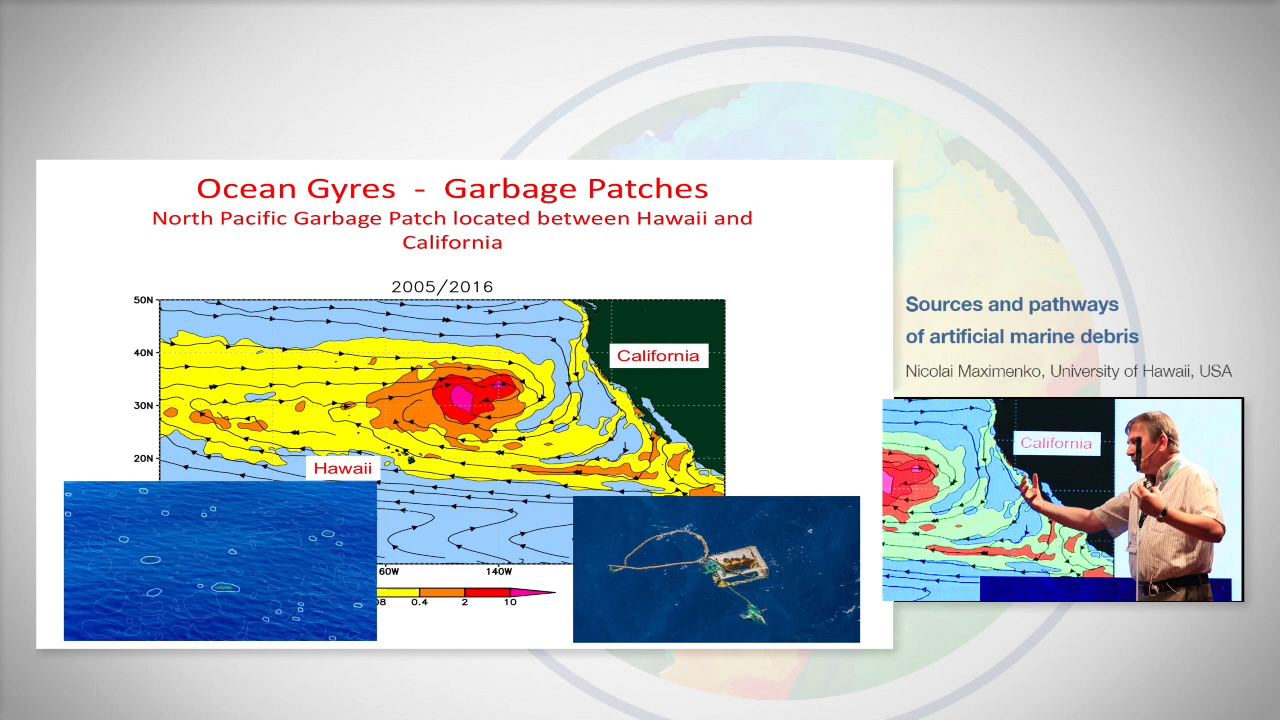 Ocean Gyres - Garbage Patches
North Pacific Garbage Patch located between Hawaii and
California
2005/2016
50N
40N
30N
20N
California
Hawaii
60W
140W
0.4
2
10
Sources and pathways
of artificial marine debris
Nicolai Maximenko, University of Hawaii, USA
California